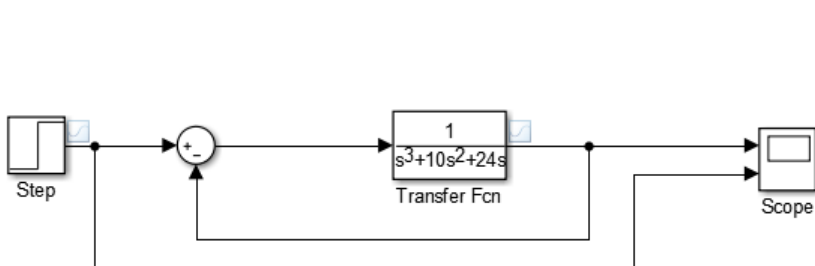 +
−
1
s³+10s²+24s
Step
Transfer Fcn
Scope